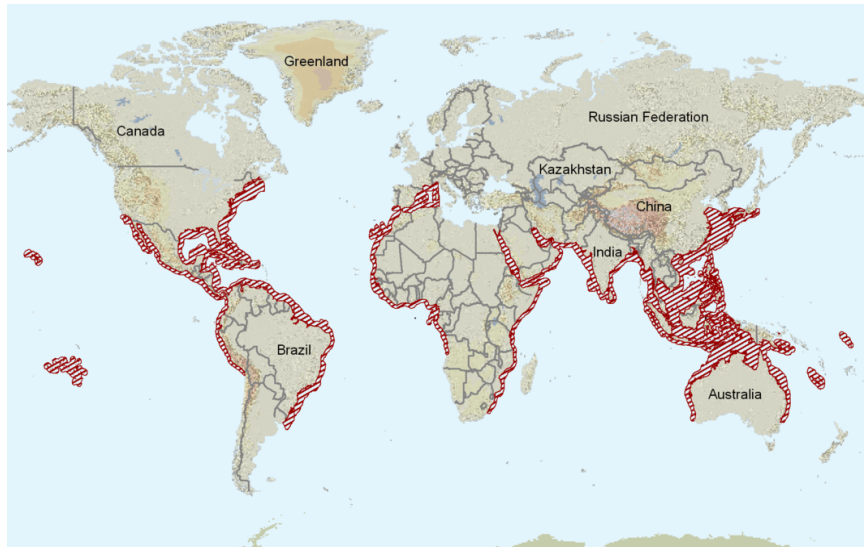 Greenland
Canada
Russian Federation
Kazakhstan
China
India
Brazil
Australia